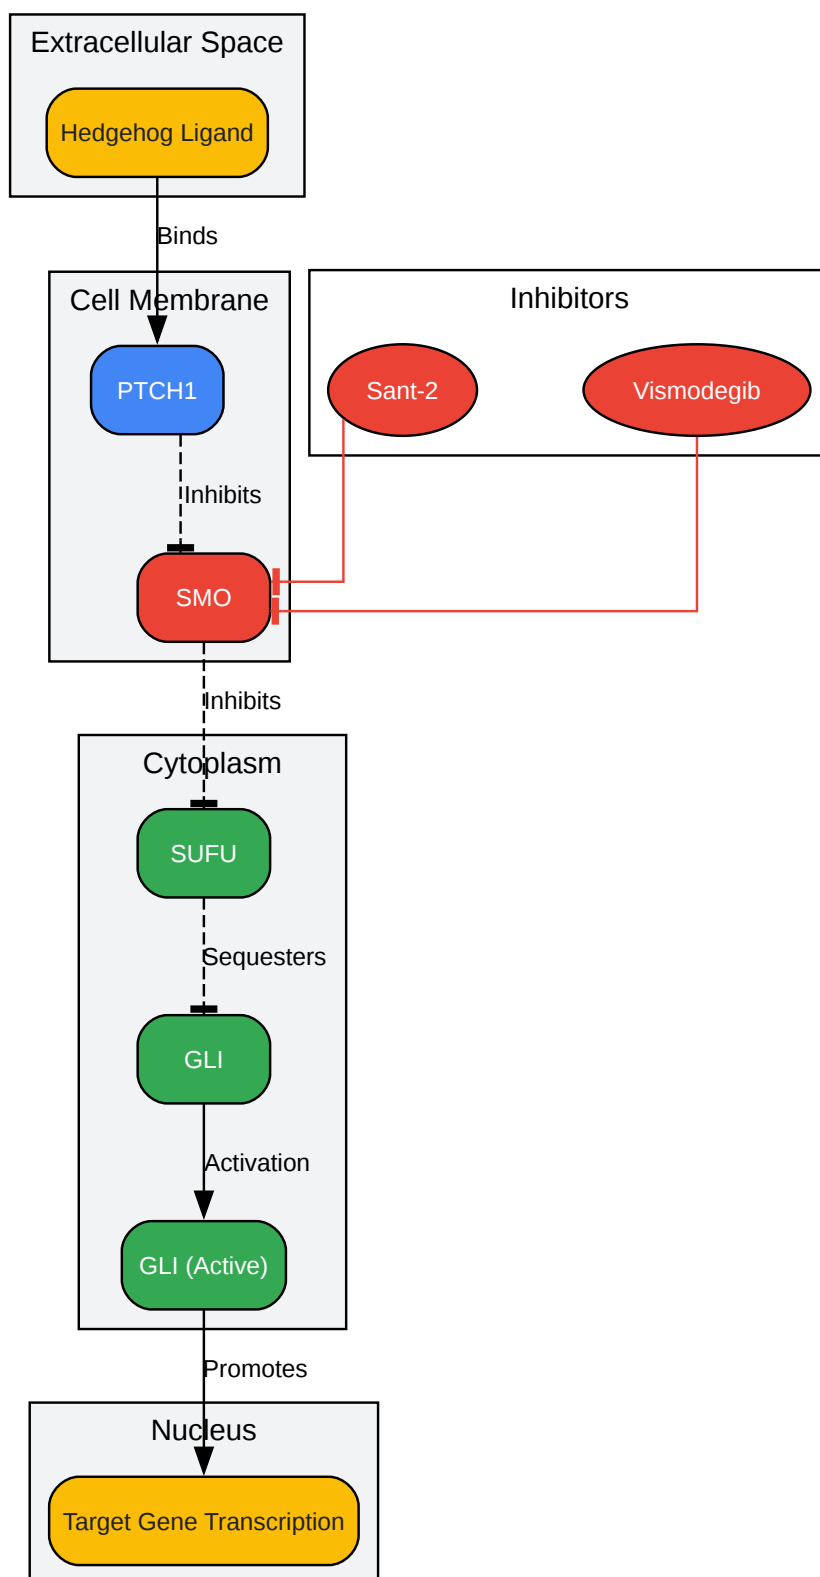 Extracellular Space
Hedgehog Ligand
Binds
Cell Membrane
Inhibitors
PTCH1
Sant-2
Vismodegib
Inhibits
SMO
Inhibits
Cytoplasm
SUFU
Sequesters
GLI
Activation
GLI (Active)
Promotes
Nucleus
Target Gene Transcription